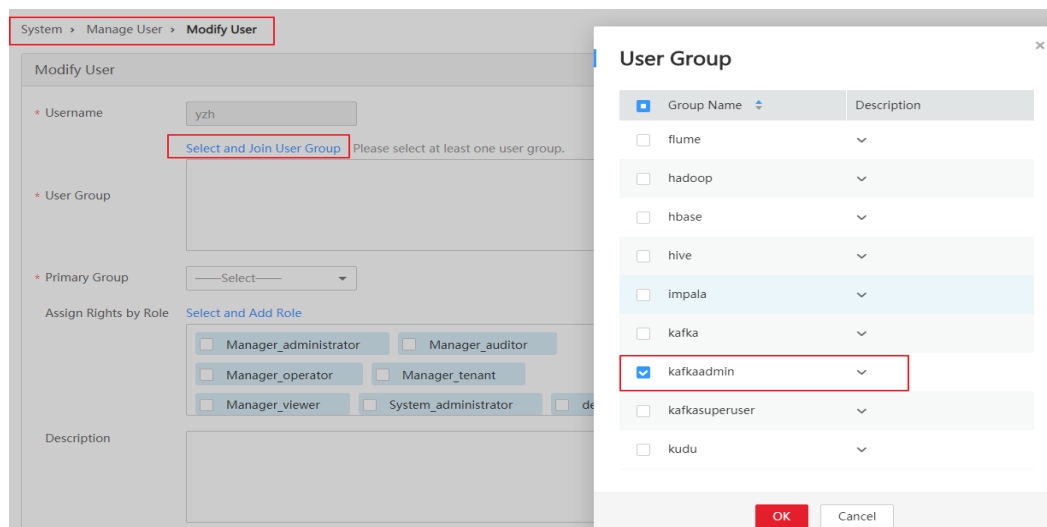 System > Manage User > Modify User
Modify User
* Username
yzh
Select and Join User Group Please select at least one user group.
* User Group
* Primary Group
——Select——
Assign Rights by Role Select and Add Role
Manager_administrator Manager_auditor
Manager_operator Manager_tenant
Manager_viewer System_administrator de
Description
×
User Group
Group Name Description
flume
hadoop
hbase
hive
impala
kafka
kafkaadmin
kafkasuperuser
kudu
OK Cancel